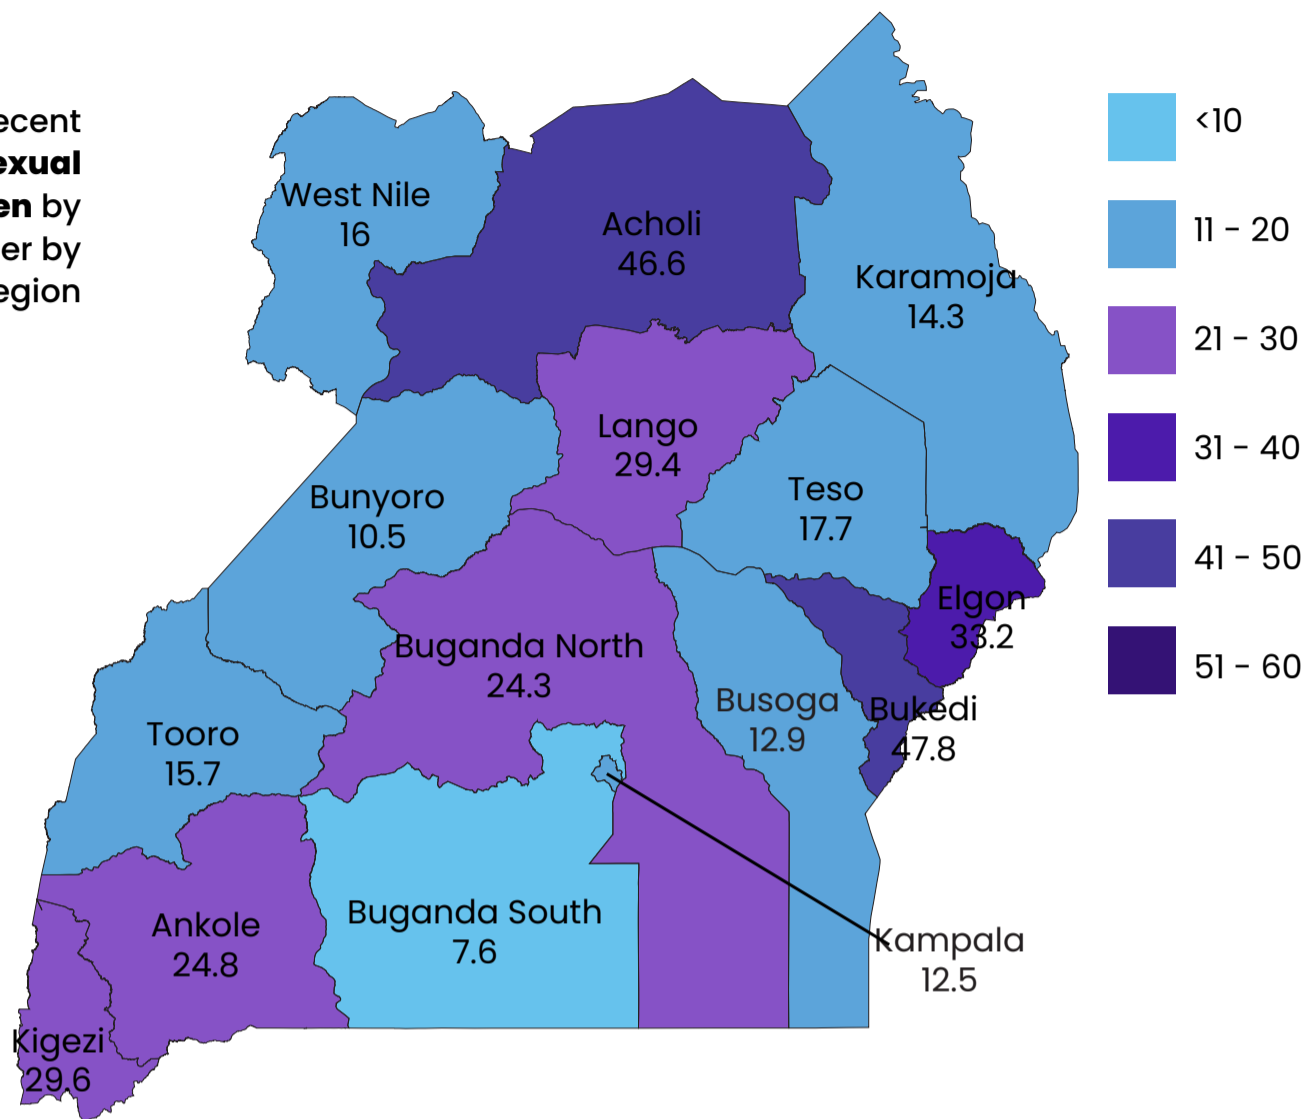 ecent
exual
en by
er by
egion
<10
11 - 20
21 - 30
31 - 40
41 - 50
51 - 60
West Nile
16
Acholi
46.6
Karamoja
14.3
Lango
29.4
Teso
17.7
Bunyoro
10.5
Elgon
33.2
Buganda North
24.3
Busoga
12.9
Bukedi
47.8
Tooro
15.7
Ankole
24.8
Buganda South
7.6
Kampala
12.5
Kigezi
29.6